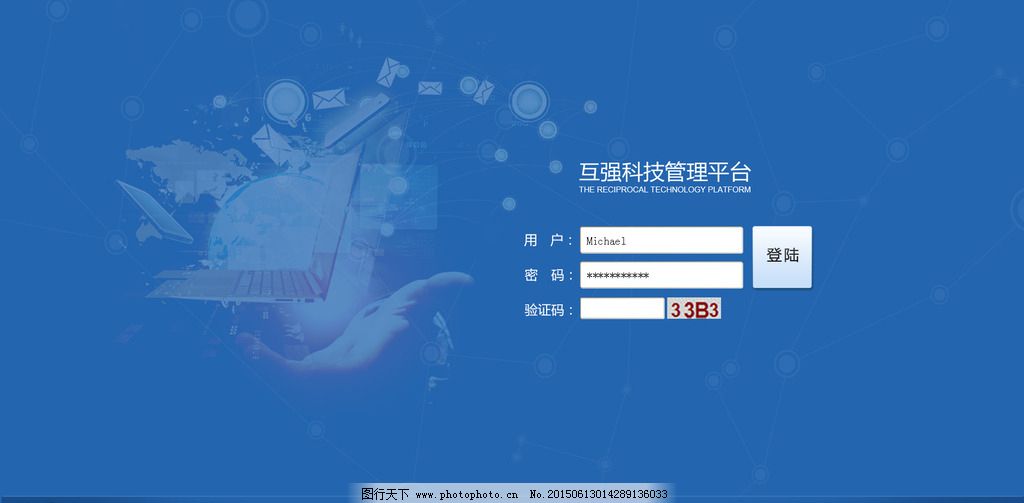 互强科技管理平台
THE RECIPROCAL TECHNOLOGY PLATFORM
用 户： Michael
登陆
密 码： ***********
验证码： 33B3
图行天下 www.photophoto.cn No.20150613014289136033